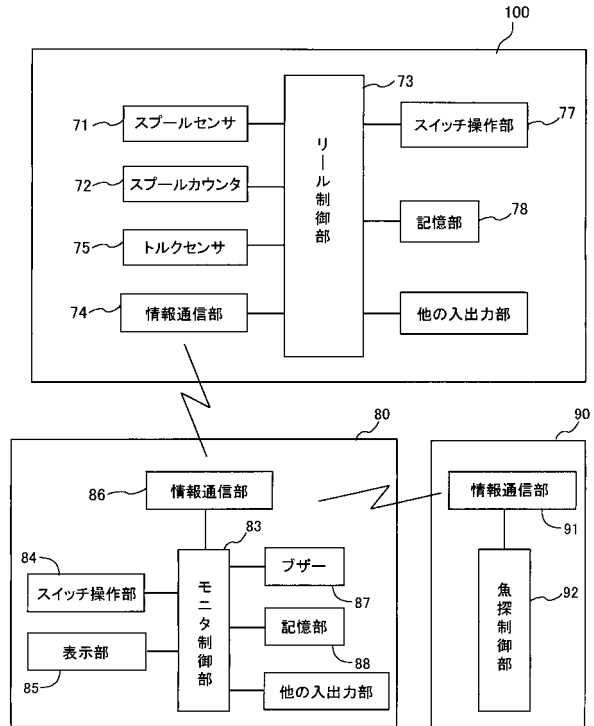 100
73
71
スプールセンサ
72
スプールカウンタ
75
トルクセンサ
74
情報通信部
リール制御部
スイッチ操作部
77
記憶部
78
他の入出力部
80
86
情報通信部
83
84
スイッチ操作部
表示部
85
モニタ制御部
ブザー
87
記憶部
88
他の入出力部
90
情報通信部
91
魚探制御部
92